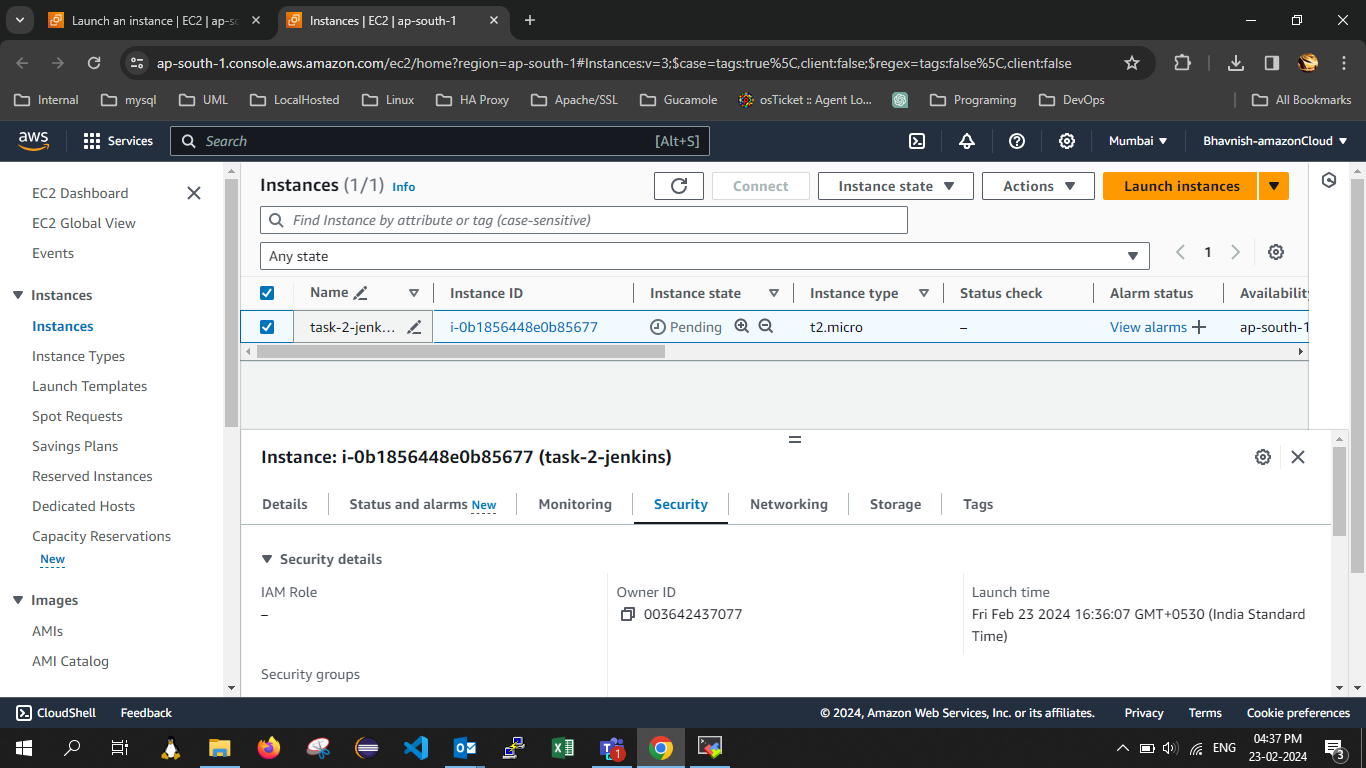 Launch an instance | EC2 | ap-so
Instances | EC2 | ap-south-1
ap-south-1.console.aws.amazon.com/ec2/home?region=ap-south-1#Instances:v=3;$case=tags:true%5C,client:false;$regex=tags:false%5C,client:false
Internal mysql UML LocalHosted Linux HA Proxy Apache/SSL Gucamole osTicket :: Agent Lo... Programing DevOps All Bookmarks
aws Services Search [Alt+S] Mumbai Bhavnish-amazonCloud
EC2 Dashboard
EC2 Global View
Events
Instances
Instances
Instance Types
Launch Templates
Spot Requests
Savings Plans
Reserved Instances
Dedicated Hosts
Capacity Reservations
New
Images
AMIs
AMI Catalog
Instances (1/1) Info Connect Instance state Actions Launch instances
Find Instance by attribute or tag (case-sensitive)
Any state 1
Name Instance ID Instance state Instance type Status check Alarm status Availability
task-2-jenk... i-0b1856448e0b85677 Pending t2.micro – View alarms ap-south-1
Instance: i-0b1856448e0b85677 (task-2-jenkins)
Details Status and alarms New Monitoring Security Networking Storage Tags
Security details
IAM Role
–
Owner ID
003642437077
Launch time
Fri Feb 23 2024 16:36:07 GMT+0530 (India Standard
Time)
Security groups
CloudShell Feedback © 2024, Amazon Web Services, Inc. or its affiliates. Privacy Terms Cookie preferences
1
ENG
04:37 PM
23-02-2024
3